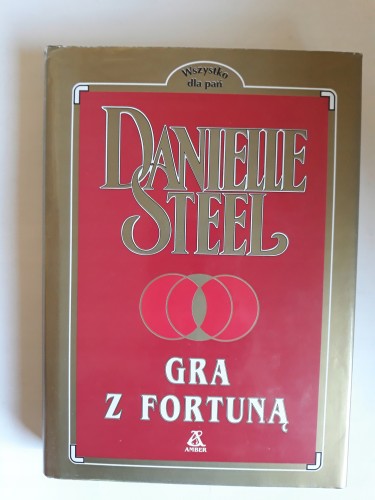 Wszystko
dla pań
DANIELLE
STEEL
GRA
Z FORTUNĄ
AMBER